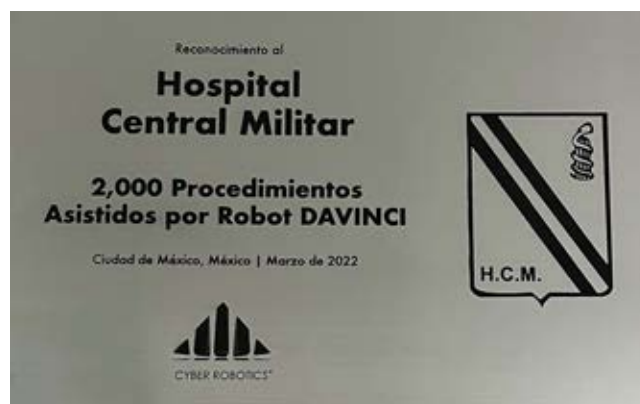 Reconocimiento al
Hospital
Central Militar
2,000 Procedimientos
Asistidos por Robot DAVINCI
Ciudad de México, México | Marzo de 2022
CYBER ROBOTICS
H.C.M.